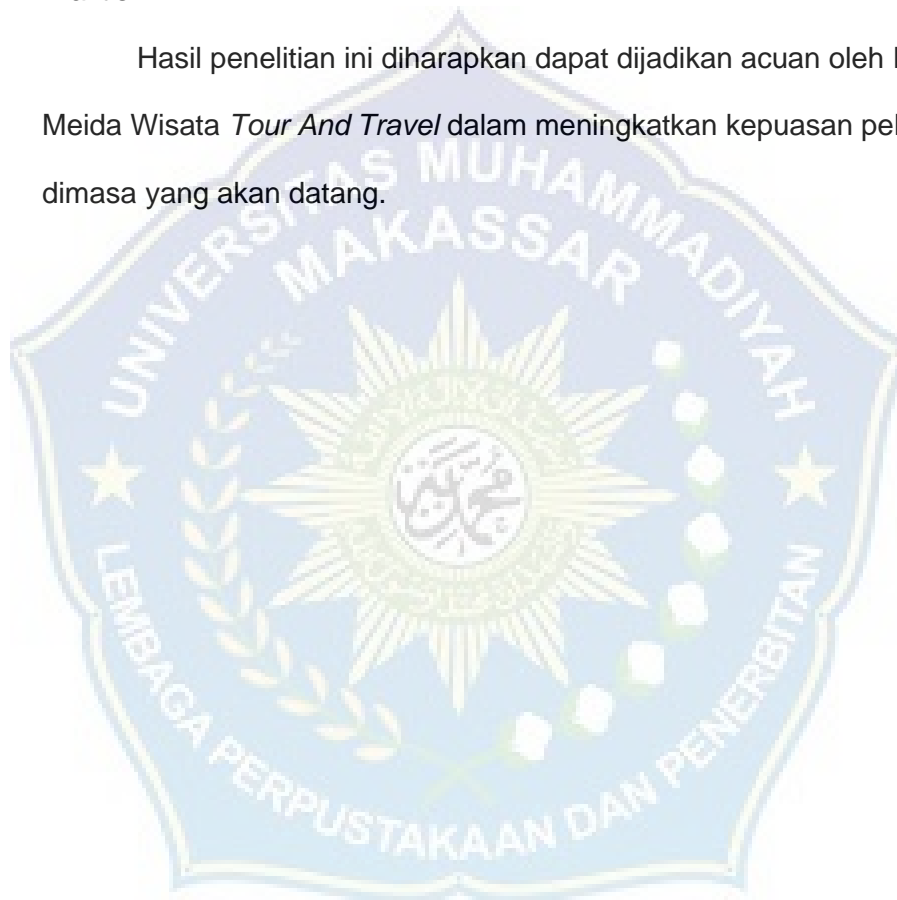 Hasil penelitian ini diharapkan dapat dijadikan acuan oleh
Meida Wisata Tour And Travel dalam meningkatkan kepuasan
dimasa yang akan datang.
UNIVERSITAS MUHAMMADIYAH
MAKASSAR
LEMBAGA PERPUSTAKAAN DAN PENERBITAN